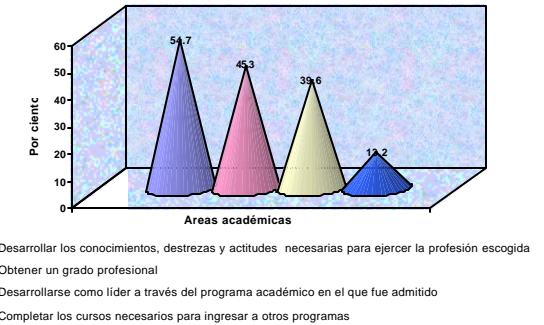 54.7
45.3
39.6
13.2
60
50
40
30
20
10
0
Por ciento
Areas académicas
Desarrollar los conocimientos, destrezas y actitudes necesarias para ejercer la profesión escogida
Obtener un grado profesional
Desarrollarse como líder a través del programa académico en el que fue admitido
Completar los cursos necesarios para ingresar a otros programas